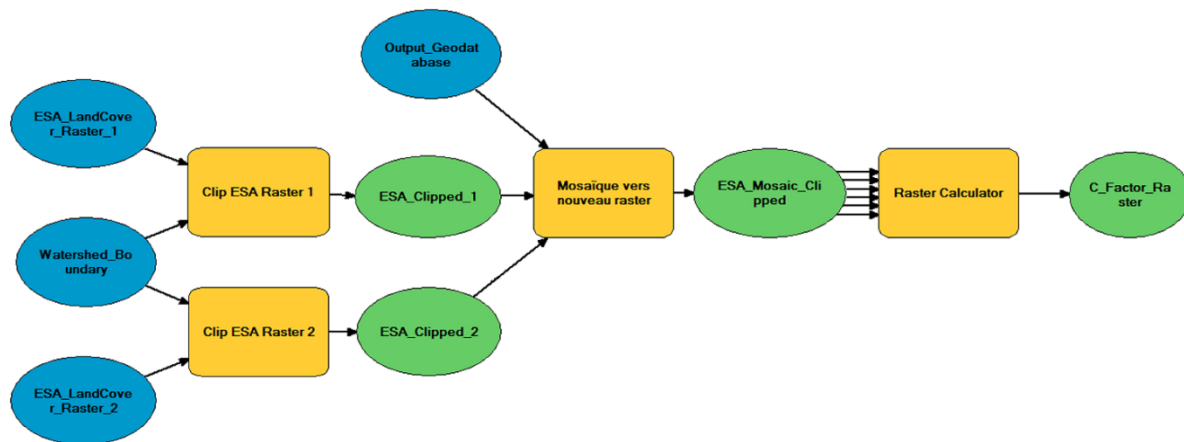 Output_Geodat
abase
ESA_LandCove
r_Raster_1
Clip ESA Raster 1
ESA_Clipped_1
Mosaïque vers
nouveau raster
ESA_Mosaic_Cli
pped
Raster Calculator
C_Factor_Ra
ster
Watershed_Bo
undary
Clip ESA Raster 2
ESA_Clipped_2
ESA_LandCove
r_Raster_2